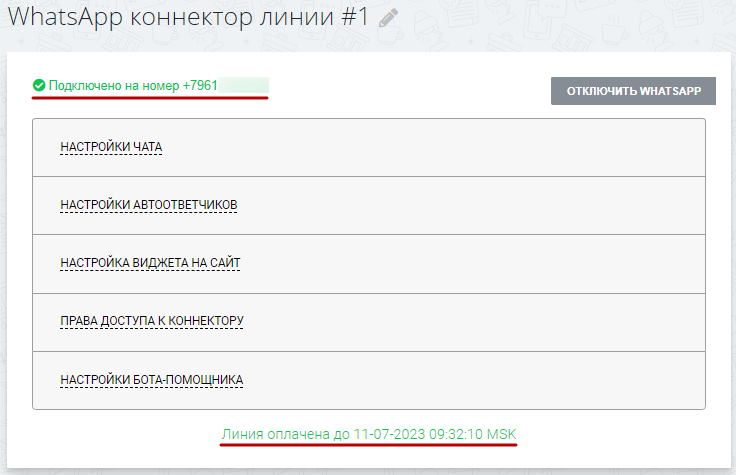 WhatsApp коннектор линии #1
Подключено на номер +7961
ОТКЛЮЧИТЬ WHATSAPP
НАСТРОЙКИ ЧАТА
НАСТРОЙКИ АВТООТВЕТЧИКОВ
НАСТРОЙКА ВИДЖЕТА НА САЙТ
ПРАВА ДОСТУПА К КОННЕКТОРУ
НАСТРОЙКИ БОТА-ПОМОЩНИКА
Линия оплачена до 11-07-2023 09:32:10 MSK